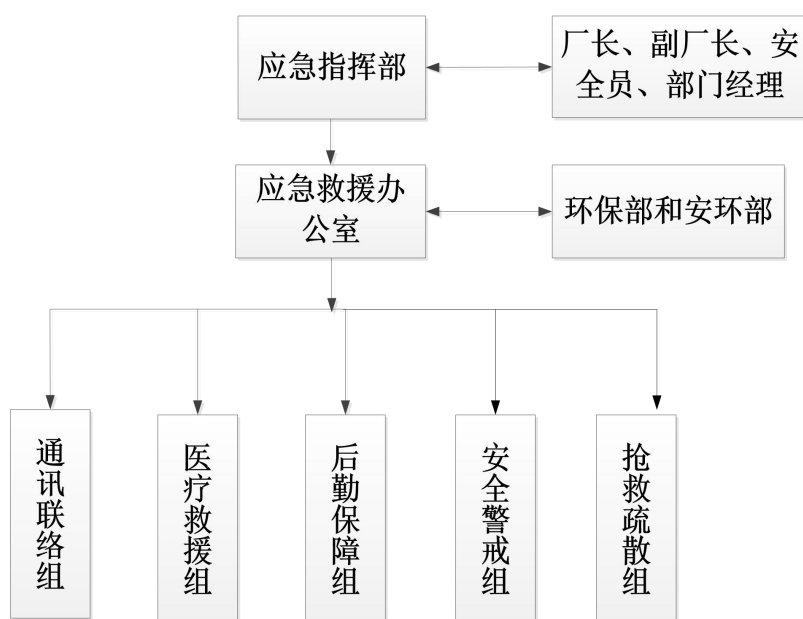 应急指挥部
厂长、副厂长、安
全员、部门经理
应急救援办
公室
环保部和安环部
通讯联络组
医疗救援组
后勤保障组
安全警戒组
抢救疏散组